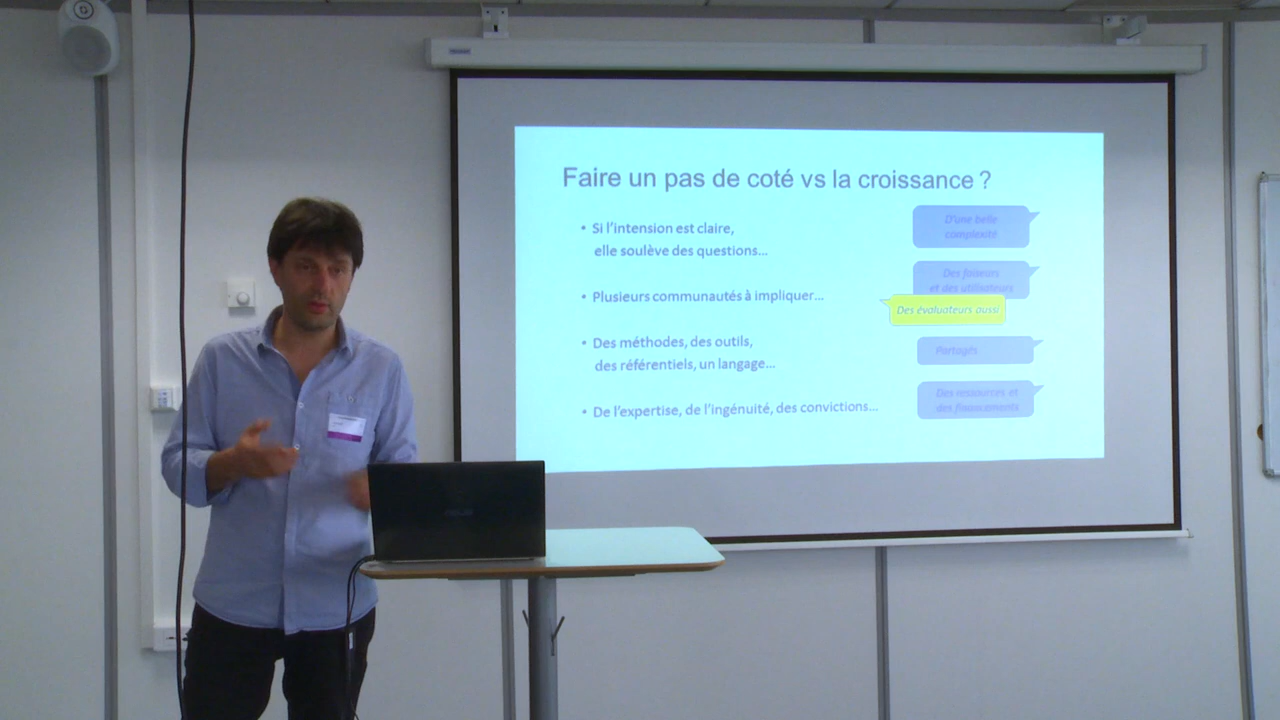 Faire un pas de coté vs la croissance ?
• Si l'intension est claire,
elle soulève des questions...
D'une belle
complexité
• Plusieurs communautés à impliquer...
Des faiseurs
et des utilisateurs
Des évaluateurs aussi
• Des méthodes, des outils,
des référentiels, un langage...
Partagés
• De l'expertise, de l'ingénuité, des convictions...
Des ressources et
des financements
ASUS